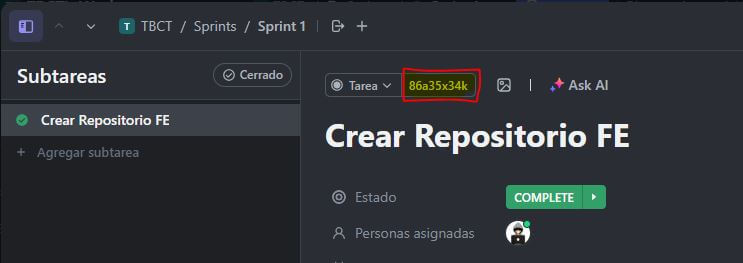 TBCT / Sprints / Sprint 1
Subtareas
Cerrado
Crear Repositorio FE
Agregar subtarea
Tarea
86a35x34k
Ask AI
Crear Repositorio FE
Estado
COMPLETE
Personas asignadas